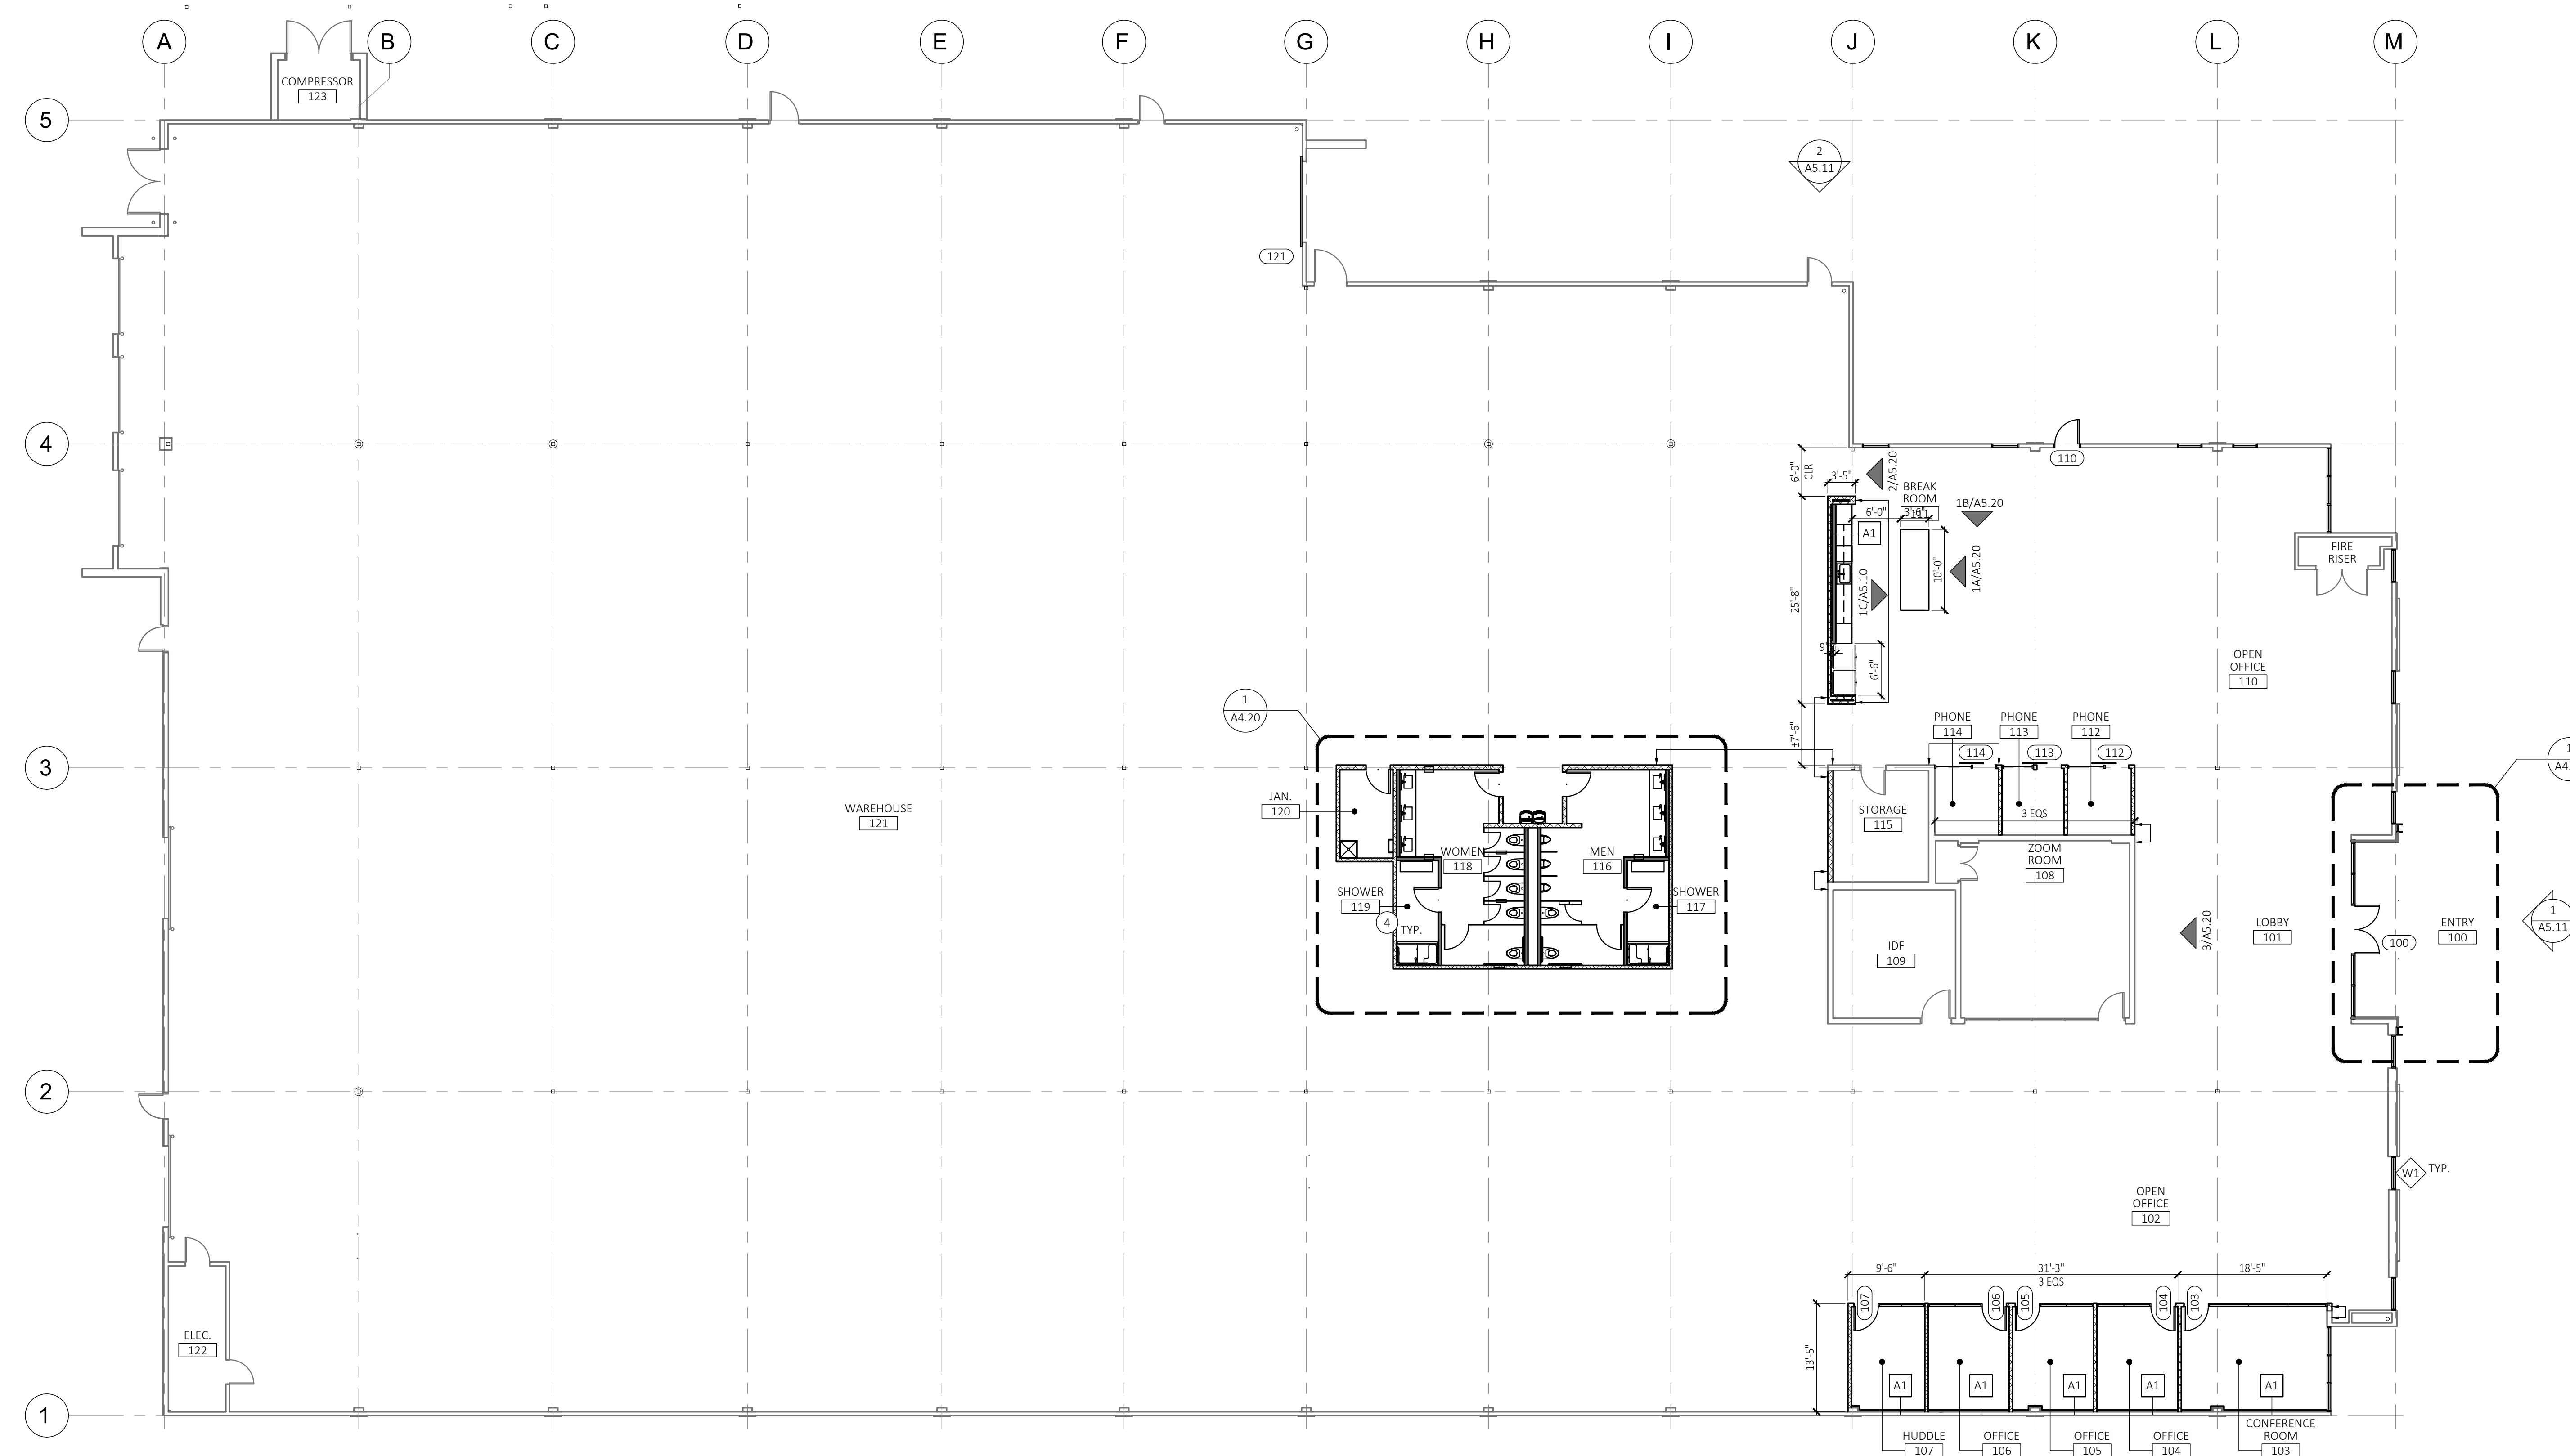 A
B
C
D
E
F
G
H
I
J
K
L
M
COMPRESSOR
123
5
2
A5.11
121
4
110
6'-0"
CLR
3'-5"
2/A5.20
BREAK
ROOM
111
6'-0"
3'-6"
1B/A5.20
A1
FIRE
RISER
10'-0"
1A/A5.20
1C/A5.10
25'-8"
9"
6'-6"
OPEN
OFFICE
110
1
A4.20
±7'-6"
PHONE
114
PHONE
113
PHONE
112
114
113
112
3
JAN.
120
WAREHOUSE
121
STORAGE
115
3 EQS
WOMEN
118
MEN
116
ZOOM
ROOM
108
SHOWER
119
SHOWER
117
4
TYP.
IDF
109
3/A5.20
LOBBY
101
100
ENTRY
100
1
A5.11
2
W1
TYP.
OPEN
OFFICE
102
9'-6"
31'-3"
3 EQS
18'-5"
107
106
105
104
103
13'-5"
ELEC.
122
A1
A1
A1
A1
A1
1
HUDDLE
107
OFFICE
106
OFFICE
105
OFFICE
104
CONFERENCE
ROOM
103